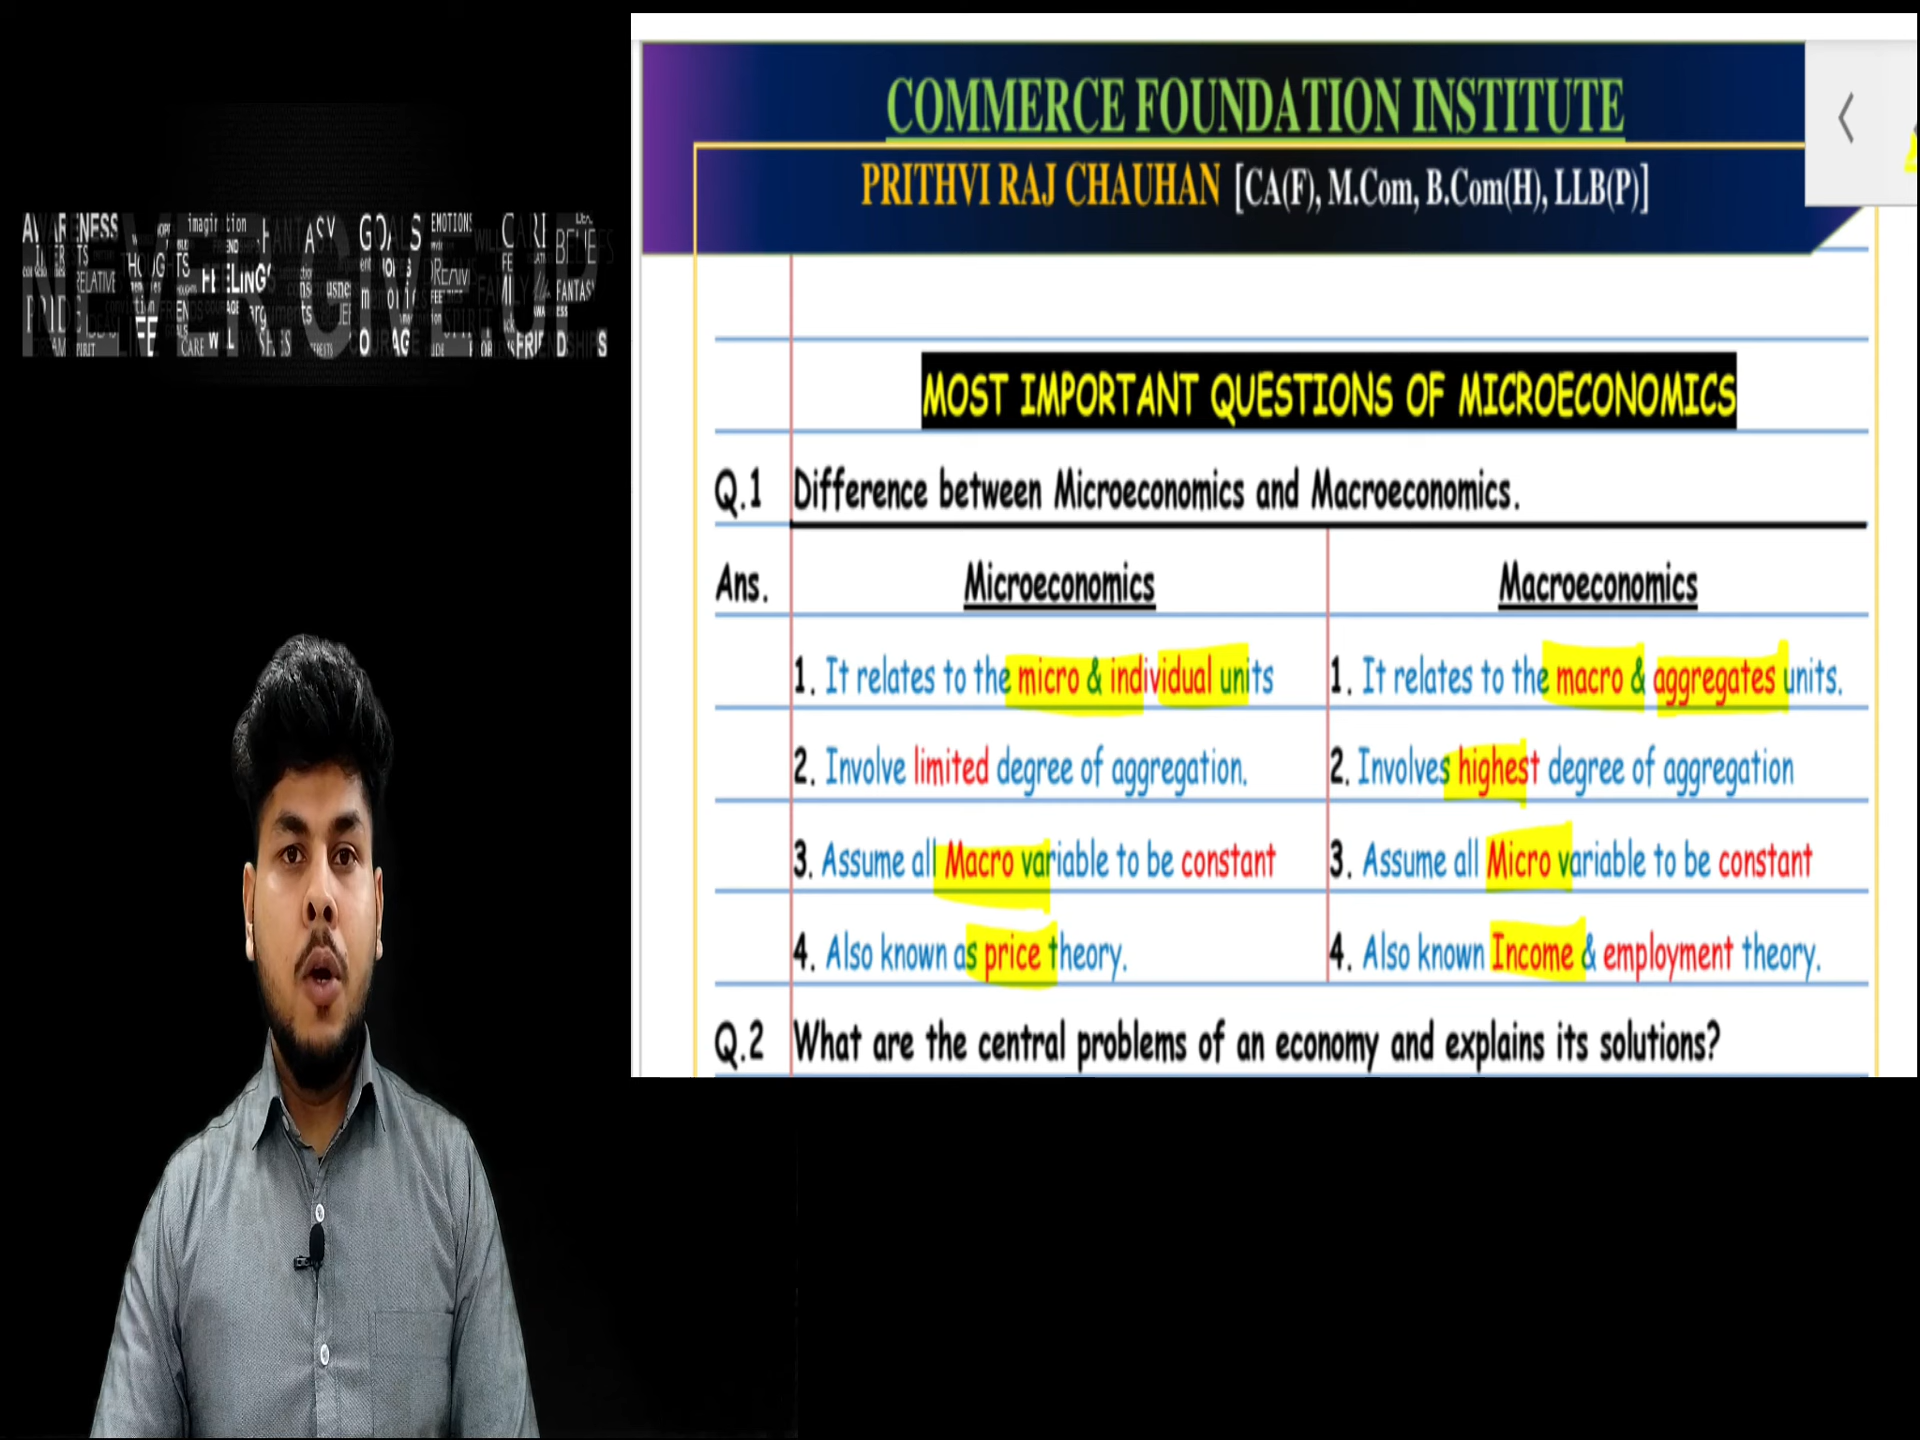 COMMERCE FOUNDATION INSTITUTE
PRITHVI RAJ CHAUHAN [CA(F), M.Com, B.Com(H), LLB(P)]
NEVER GIVE UP.
MOST IMPORTANT QUESTIONS OF MICROECONOMICS
Q.1 Difference between Microeconomics and Macroeconomics.
Ans. Microeconomics Macroeconomics
1. It relates to the micro & individual units
1. It relates to the macro & aggregates units.
2. Involve limited degree of aggregation.
2. Involves highest degree of aggregation
3. Assume all Macro variable to be constant
3. Assume all Micro variable to be constant
4. Also known as price theory.
4. Also known Income & employment theory.
Q.2 What are the central problems of an economy and explains its solutions?